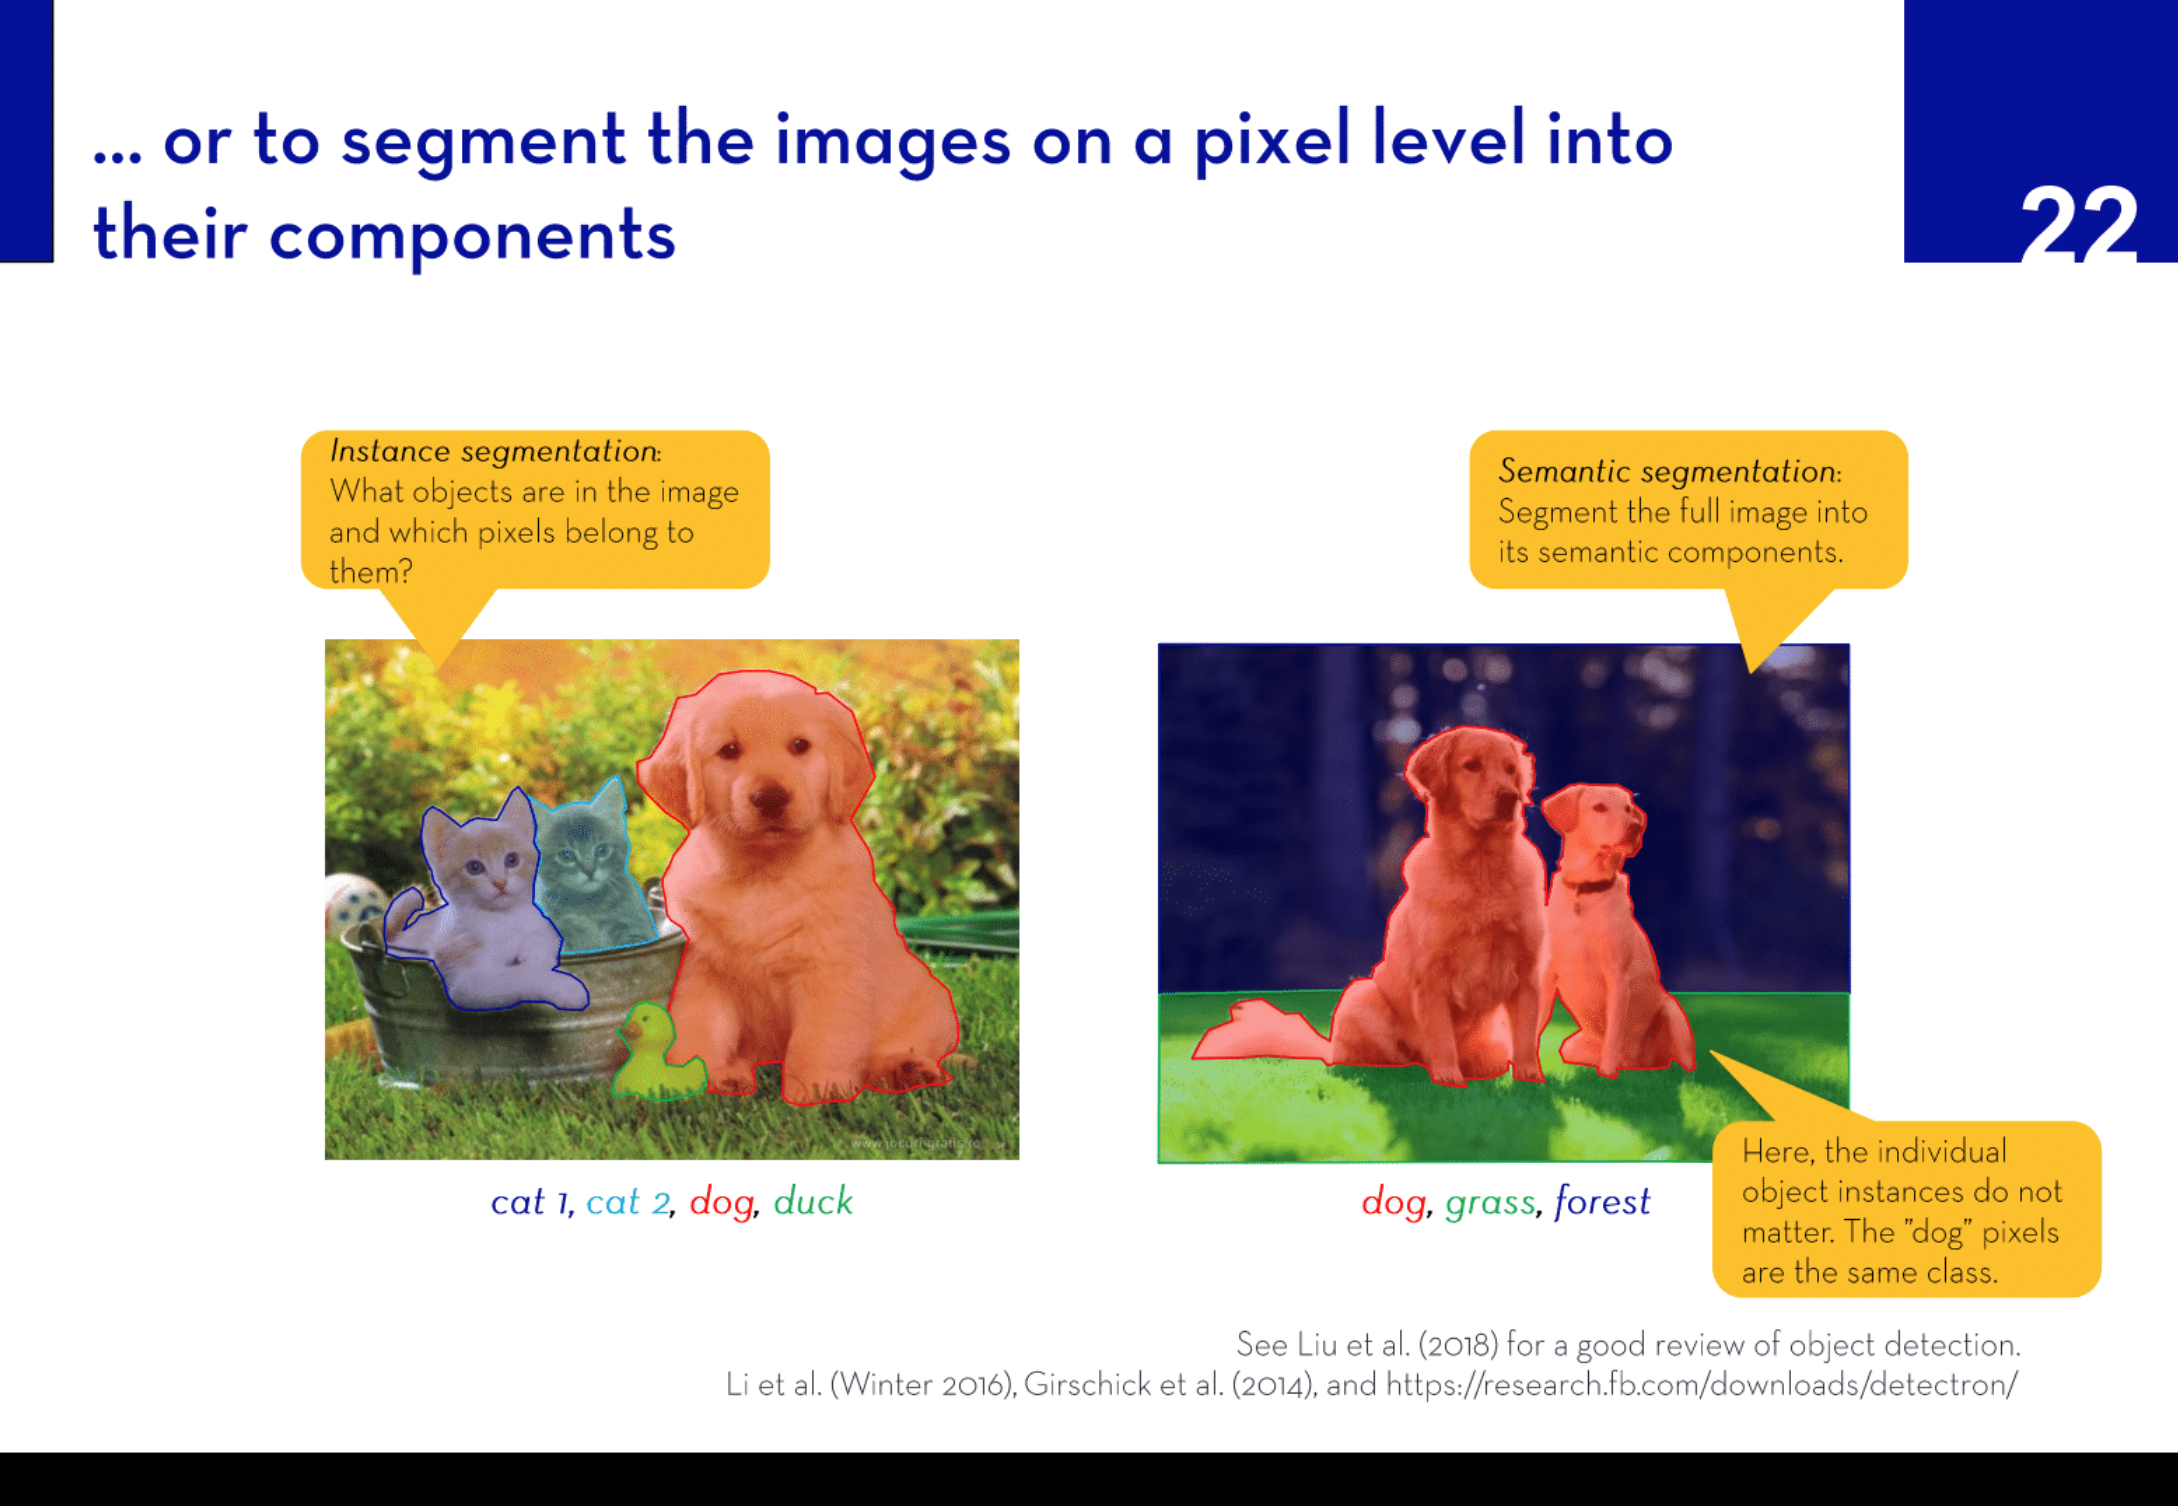 ... or to segment the images on a pixel level into
their components
22
Instance segmentation:
What objects are in the image
and which pixels belong to
them?
Semantic segmentation:
Segment the full image into
its semantic components.
www.jocuri-gratis.ro
cat 1, cat 2, dog, duck
dog, grass, forest
Here, the individual
object instances do not
matter. The "dog" pixels
are the same class.
See Liu et al. (2018) for a good review of object detection.
Li et al. (Winter 2016), Girschick et al. (2014), and https://research.fb.com/downloads/detectron/